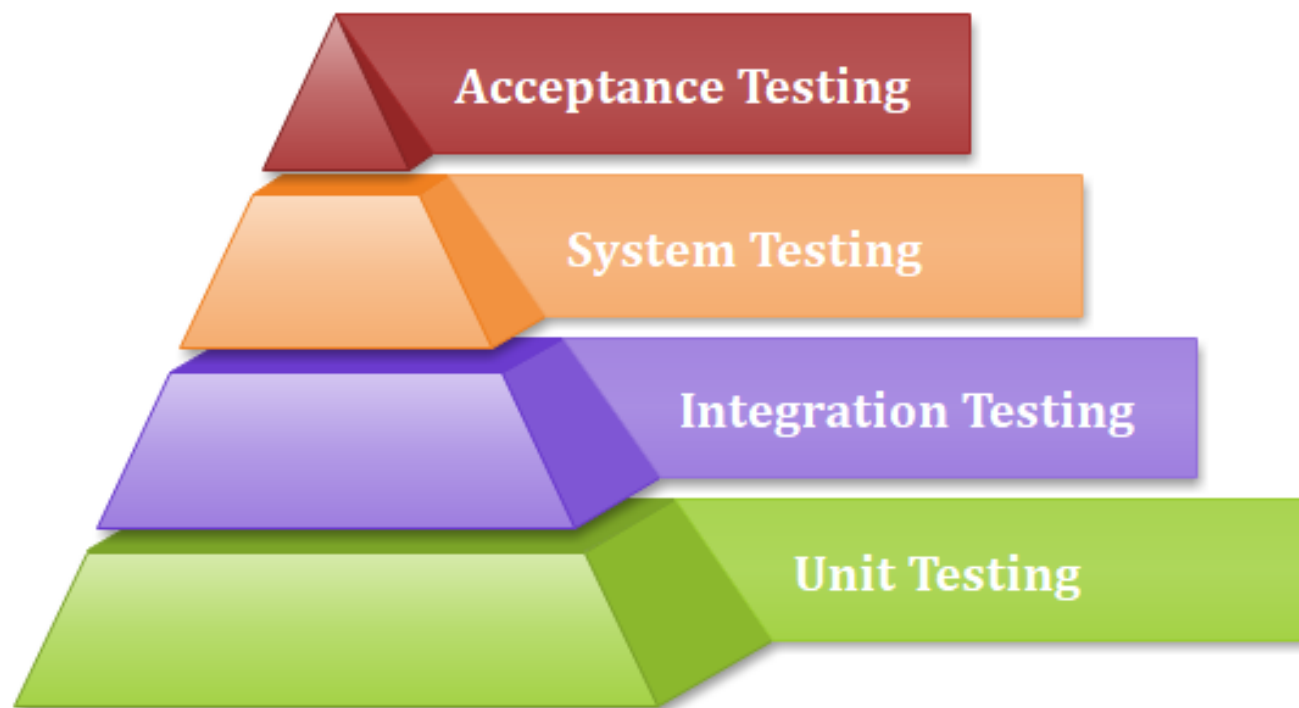 Acceptance Testing
System Testing
Integration Testing
Unit Testing